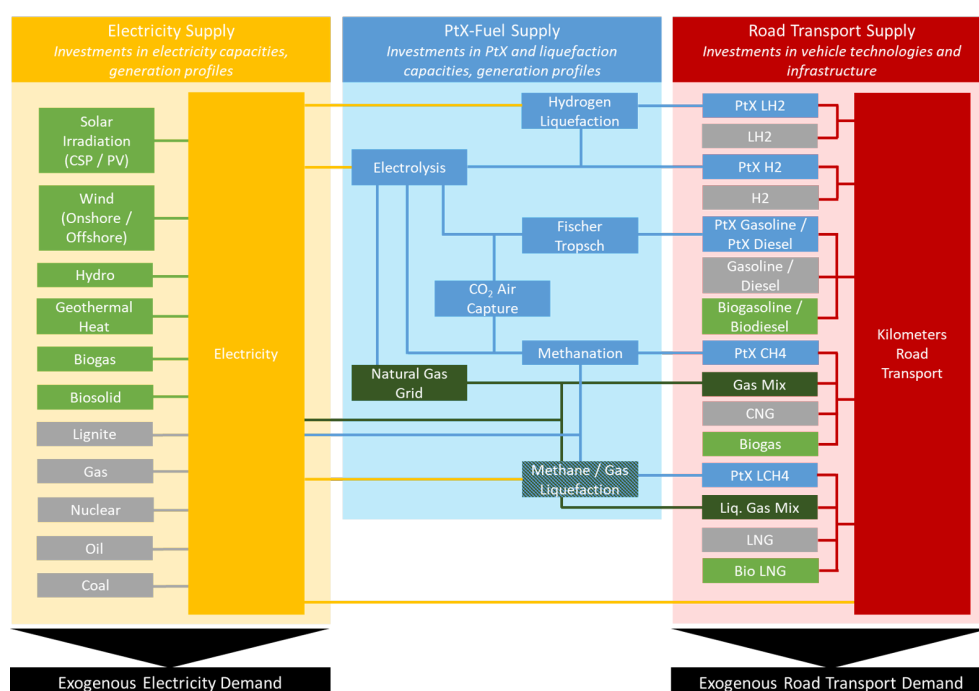 Electricity Supply
Investments in electricity capacities,
generation profiles
PtX-Fuel Supply
Investments in PtX and liquefaction
capacities, generation profiles
Road Transport Supply
Investments in vehicle technologies and
infrastructure
Solar
Irradiation
(CSP / PV)
Wind
(Onshore /
Offshore)
Hydro
Geothermal
Heat
Biogas
Biosolid
Lignite
Gas
Nuclear
Oil
Coal
Electricity
Hydrogen
Liquefaction
Electrolysis
Fischer
Tropsch
CO₂ Air
Capture
Methanation
Natural Gas
Grid
Methane / Gas
Liquefaction
PtX LH2
LH2
PtX H2
H2
PtX Gasoline /
PtX Diesel
Gasoline /
Diesel
Biogasoline /
Biodiesel
PtX CH4
Gas Mix
CNG
Biogas
PtX LCH4
Liq. Gas Mix
LNG
Bio LNG
Kilometers
Road
Transport
Exogenous Electricity Demand
Exogenous Road Transport Demand